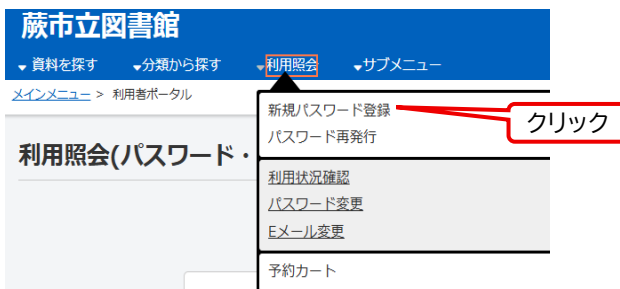 蕨市立図書館
資料を探す 分類から探す 利用照会 サブメニュー
メインメニュー > 利用者ポータル
新規パスワード登録
クリック
パスワード再発行
利用照会(パスワード・
利用状況確認
パスワード変更
Eメール変更
予約カート